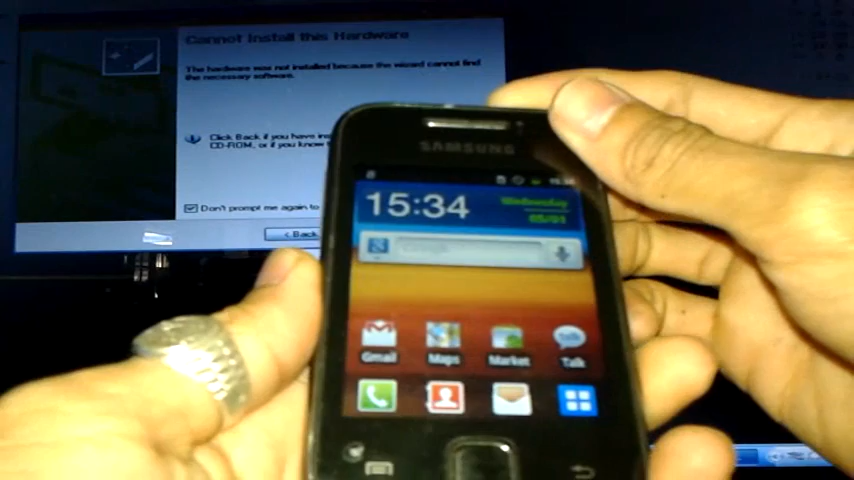 Cannot Install this Hardware
The hardware was not installed because the wizard cannot find
the necessary software.
Click Back if you have
CD-ROM, or if you know
Don't prompt me again to
< Back
SAMSUNG
15:34
Wednesday
05/01
Gmail
Maps
Market
Talk